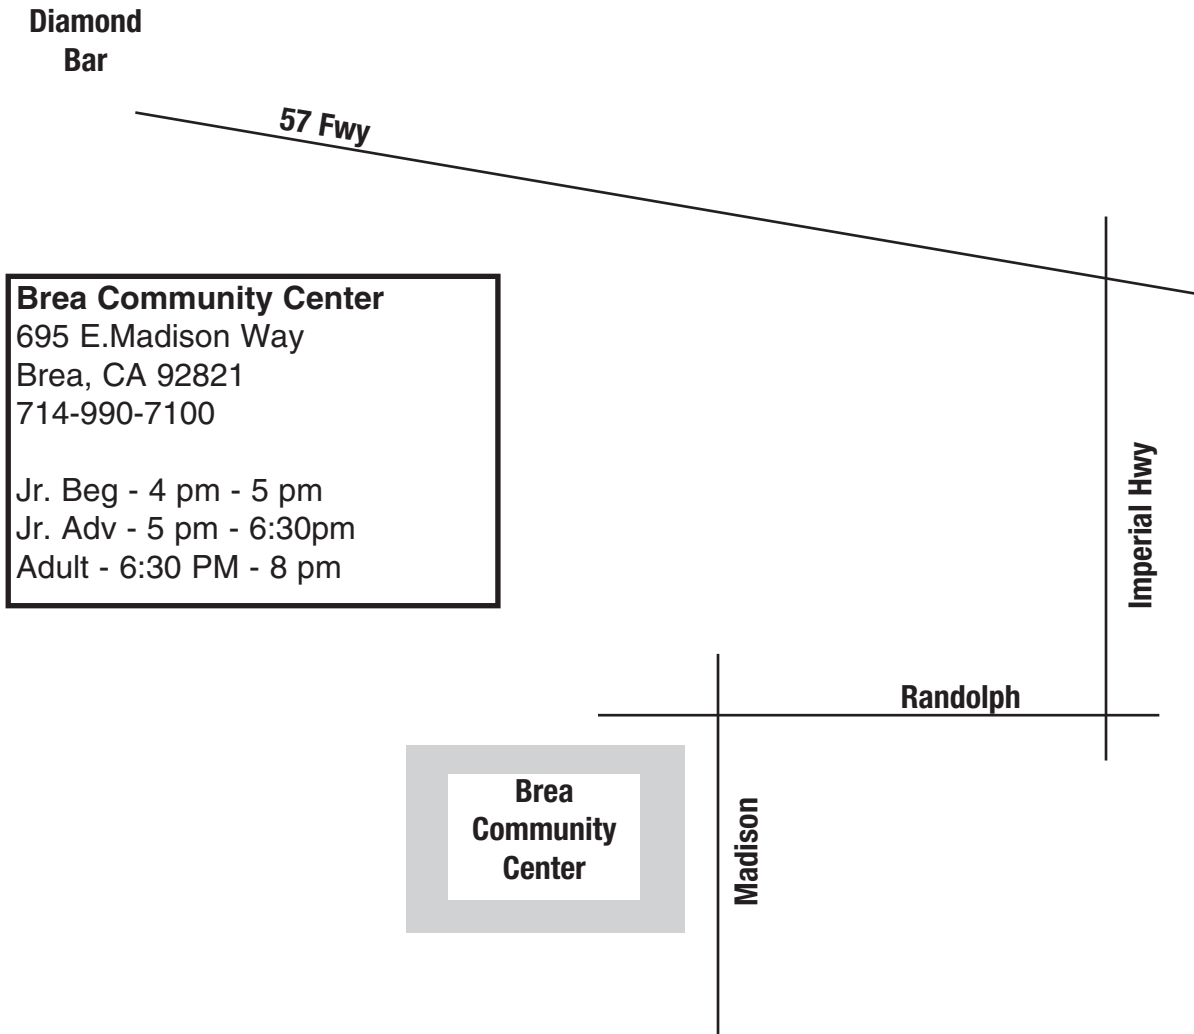 Diamond
Bar
57 Fwy
Brea Community Center
695 E.Madison Way
Brea, CA 92821
714-990-7100
Jr. Beg - 4 pm - 5 pm
Jr. Adv - 5 pm - 6:30pm
Adult - 6:30 PM - 8 pm
Imperial Hwy
Randolph
Brea
Community
Center
Madison